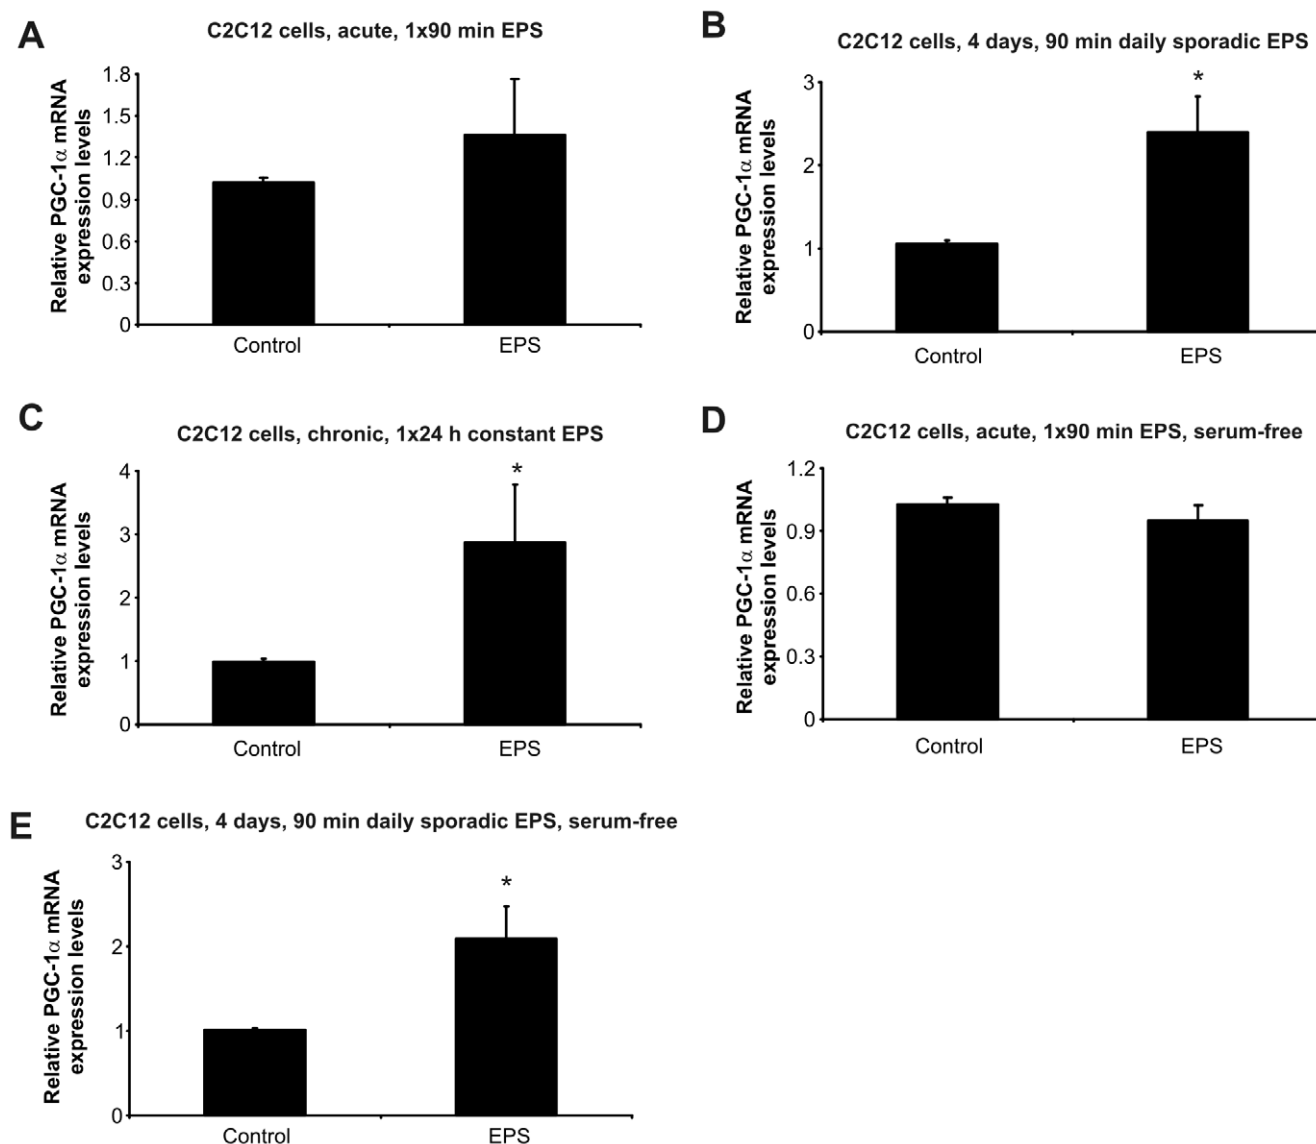 A
C2C12 cells, acute, 1x90 min EPS
Relative PGC-1α mRNA
expression levels
1.8
1.5
1.2
0.9
0.6
0.3
0
Control
EPS
B
C2C12 cells, 4 days, 90 min daily sporadic EPS
Relative PGC-1α mRNA
expression levels
3
2
1
0
*
Control
EPS
C
C2C12 cells, chronic, 1x24 h constant EPS
Relative PGC-1α mRNA
expression levels
4
3
2
1
0
*
Control
EPS
D
C2C12 cells, acute, 1x90 min EPS, serum-free
Relative PGC-1α mRNA
expression levels
1.2
0.9
0.6
0.3
0
Control
EPS
E
C2C12 cells, 4 days, 90 min daily sporadic EPS, serum-free
Relative PGC-1α mRNA
expression levels
3
2
1
0
*
Control
EPS